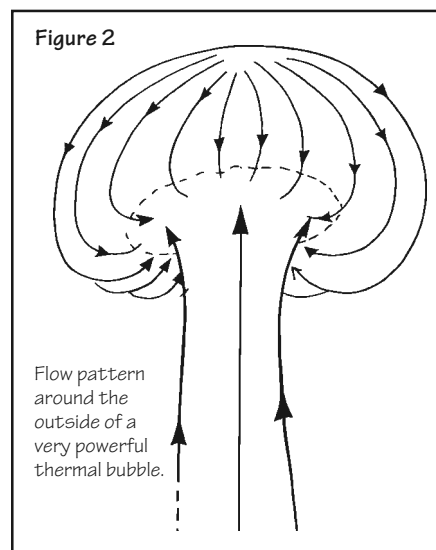 Figure 2
Flow pattern
around the
outside of a
very powerful
thermal bubble.